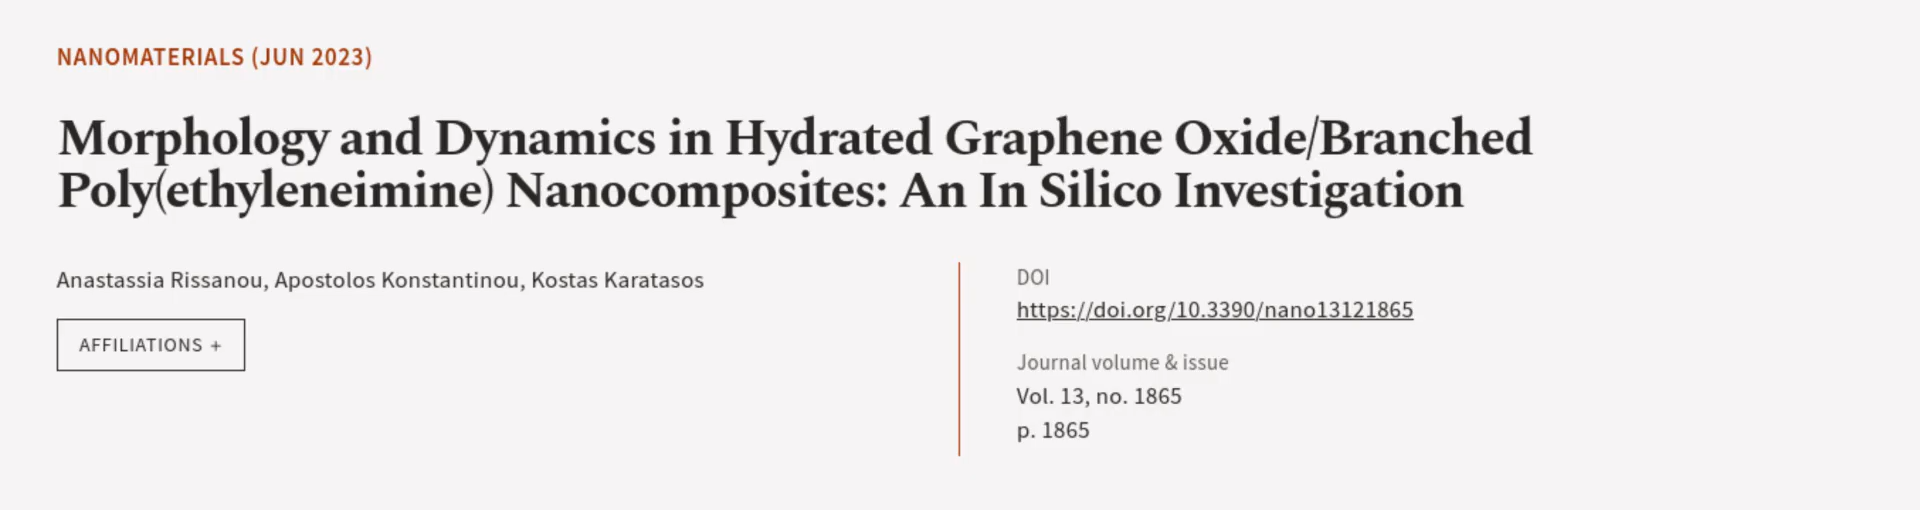 NANOMATERIALS (JUN 2023)
Morphology and Dynamics in Hydrated Graphene Oxide/Branched
Poly(ethyleneimine) Nanocomposites: An In Silico Investigation
Anastassia Rissanou, Apostolos Konstantinou, Kostas Karatasos
AFFILIATIONS +
DOI
https://doi.org/10.3390/nano13121865
Journal volume & issue
Vol. 13, no. 1865
p. 1865